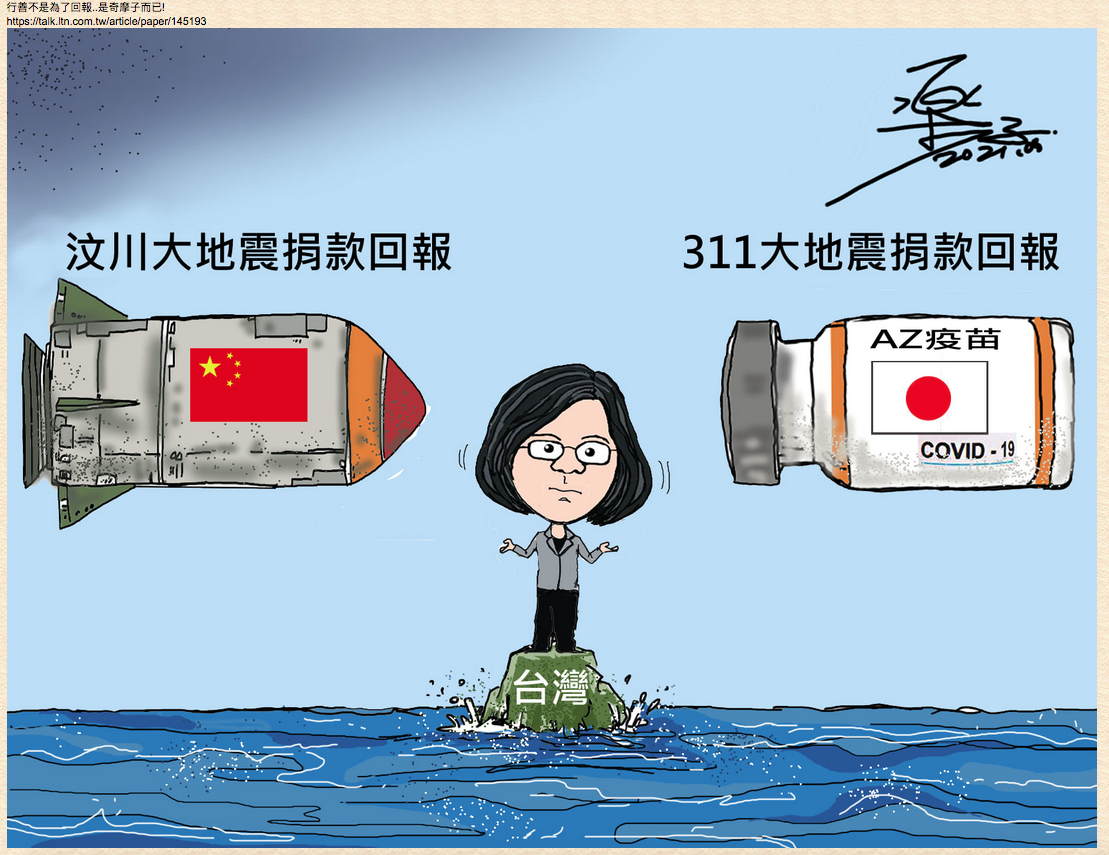 行善不是為了回報..是奇摩子而已!
https://talk.ltn.com.tw/article/paper/145193
2021.
汶川大地震捐款回報
311大地震捐款回報
AZ疫苗
COVID - 19
台灣